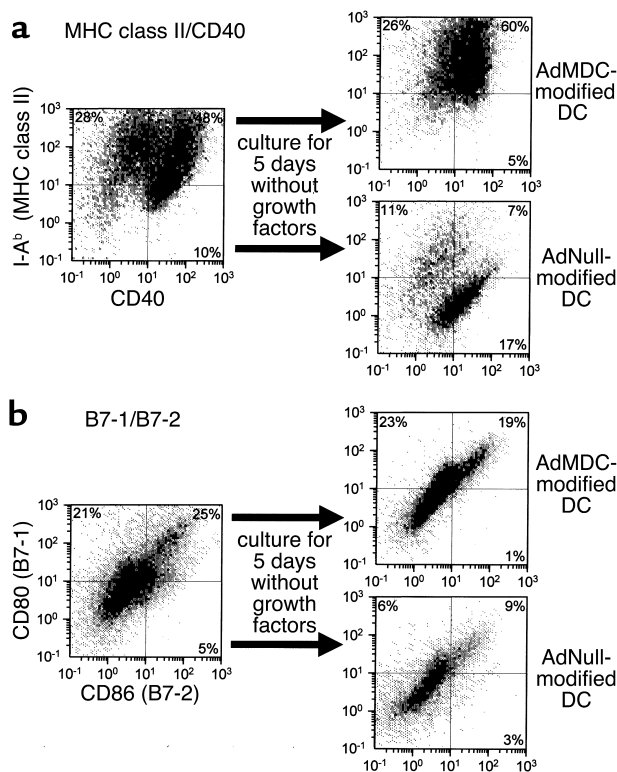 a MHC class II/CD40
I-Aᵇ (MHC class II)
10³
10²
10¹
10⁰
10⁻¹
28% 48%
10%
10⁻¹ 10⁰ 10¹ 10² 10³
CD40
culture for
5 days
without
growth
factors
10³
10²
10¹
10⁰
10⁻¹
26% 60%
5%
10⁻¹ 10⁰ 10¹ 10² 10³
AdMDC-
modified
DC
10³
10²
10¹
10⁰
10⁻¹
11% 7%
17%
10⁻¹ 10⁰ 10¹ 10² 10³
AdNull-
modified
DC
b B7-1/B7-2
CD80 (B7-1)
10³
10²
10¹
10⁰
10⁻¹
21% 25%
5%
10⁻¹ 10⁰ 10¹ 10² 10³
CD86 (B7-2)
culture for
5 days
without
growth
factors
10³
10²
10¹
10⁰
10⁻¹
23% 19%
1%
10⁻¹ 10⁰ 10¹ 10² 10³
AdMDC-
modified
DC
10³
10²
10¹
10⁰
10⁻¹
6% 9%
3%
10⁻¹ 10⁰ 10¹ 10² 10³
AdNull-
modified
DC